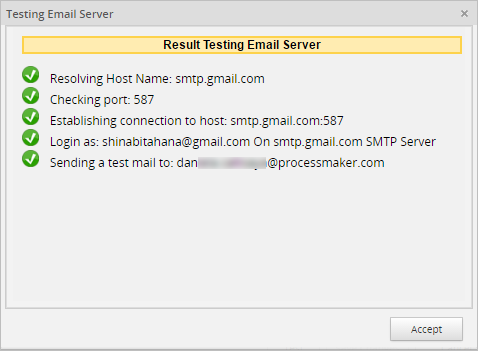 Testing Email Server
Result Testing Email Server
Resolving Host Name: smtp.gmail.com
Checking port: 587
Establishing connection to host: smtp.gmail.com:587
Login as: shinabitahana@gmail.com On smtp.gmail.com SMTP Server
Sending a test mail to: dan @processmaker.com
Accept